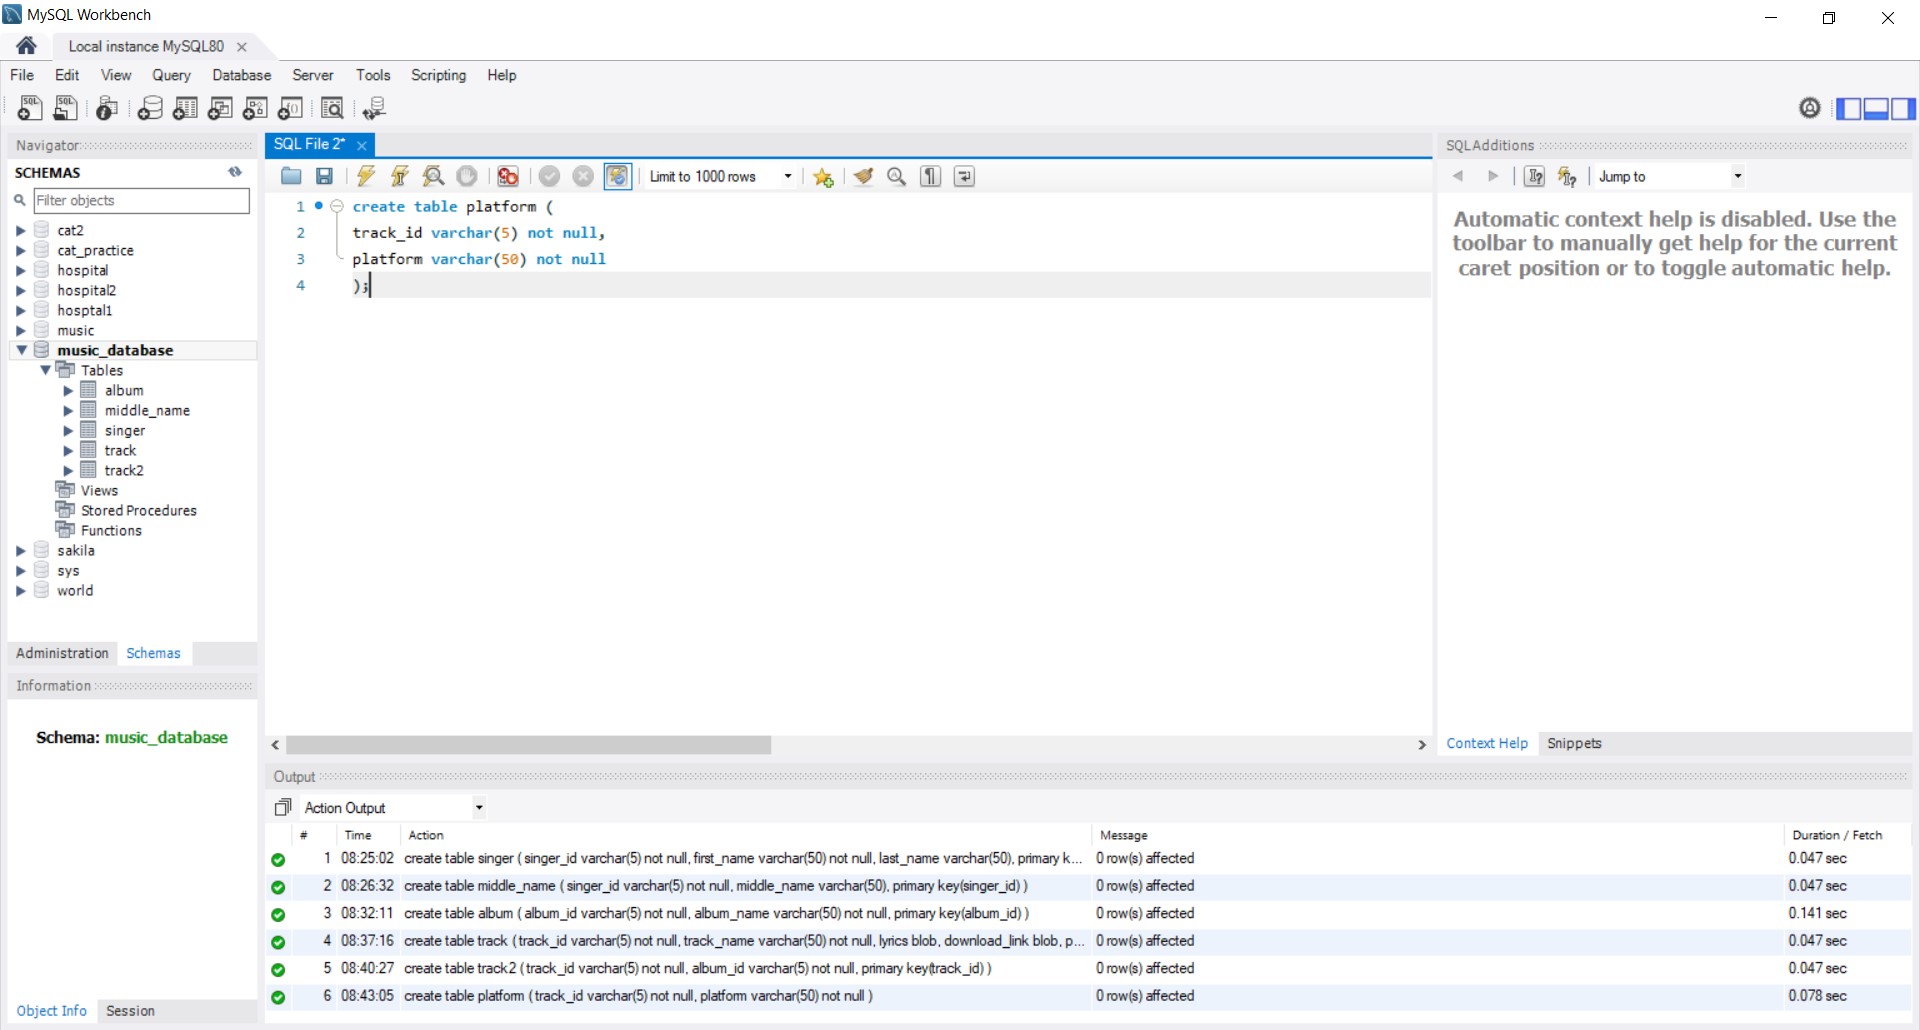 MySQL Workbench
Local instance MySQL80
File Edit View Query Database Server Tools Scripting Help
Navigator
SCHEMAS
Filter objects
cat2
cat_practice
hospital
hospital2
hosptal1
music
music_database
Tables
album
middle_name
singer
track
track2
Views
Stored Procedures
Functions
sakila
sys
world
Administration Schemas
Information
Schema: music_database
Object Info Session
SQL File 2*
Limit to 1000 rows
1 create table platform (
2 track_id varchar(5) not null,
3 platform varchar(50) not null
4 );
SQLAdditions
Jump to
Automatic context help is disabled. Use the
toolbar to manually get help for the current
caret position or to toggle automatic help.
Context Help Snippets
Output
Action Output
# Time Action Message Duration / Fetch
1 08:25:02 create table singer ( singer_id varchar(5) not null, first_name varchar(50) not null, last_name varchar(50), primary k... 0 row(s) affected 0.047 sec
2 08:26:32 create table middle_name ( singer_id varchar(5) not null, middle_name varchar(50), primary key(singer_id) ) 0 row(s) affected 0.047 sec
3 08:32:11 create table album ( album_id varchar(5) not null, album_name varchar(50) not null, primary key(album_id) ) 0 row(s) affected 0.141 sec
4 08:37:16 create table track ( track_id varchar(5) not null, track_name varchar(50) not null, lyrics blob, download_link blob, p... 0 row(s) affected 0.047 sec
5 08:40:27 create table track2 ( track_id varchar(5) not null, album_id varchar(5) not null, primary key(track_id) ) 0 row(s) affected 0.047 sec
6 08:43:05 create table platform ( track_id varchar(5) not null, platform varchar(50) not null ) 0 row(s) affected 0.078 sec